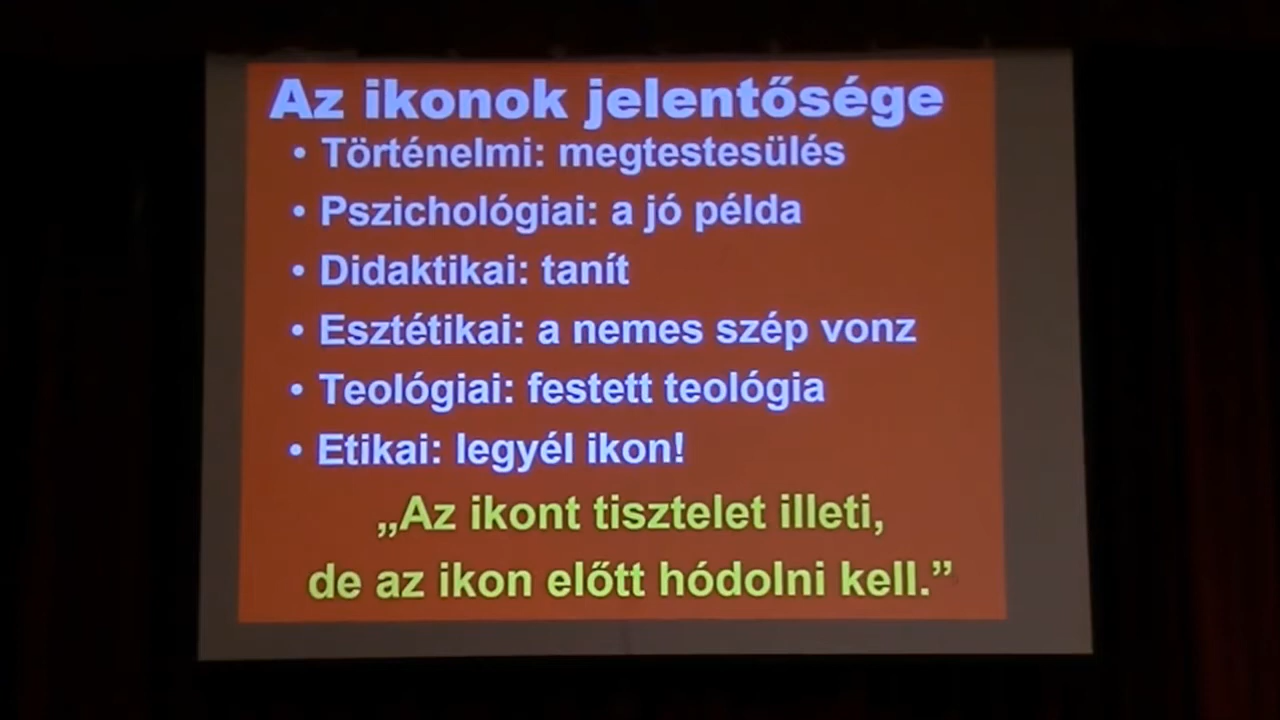 Az ikonok jelentősége
• Történelmi: megtestesülés
• Pszichológiai: a jó példa
• Didaktikai: tanít
• Esztétikai: a nemes szép vonz
• Teológiai: festett teológia
• Etikai: legyél ikon!
„Az ikont tisztelet illeti,
de az ikon előtt hódolni kell.”